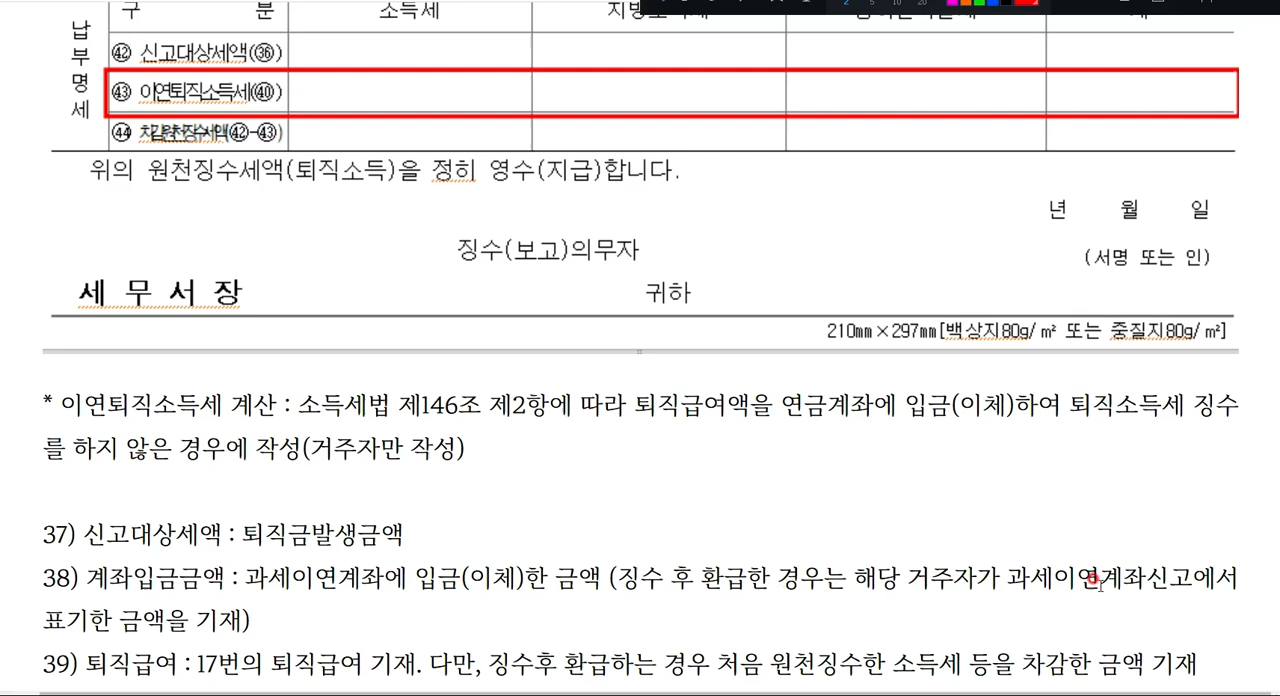 구 분 소득세
납부명세
㊷ 신고대상세액(㊱)
㊸ 이연퇴직소득세(㊵)
㊹ 차감원천징수세액(㊷-㊸)
위의 원천징수세액(퇴직소득)을 정히 영수(지급)합니다.
년 월 일
징수(보고)의무자
(서명 또는 인)
세 무 서 장 귀하
210㎜×297㎜[백상지80g/㎡ 또는 중질지80g/㎡]
* 이연퇴직소득세 계산 : 소득세법 제146조 제2항에 따라 퇴직급여액을 연금계좌에 입금(이체)하여 퇴직소득세 징수
를 하지 않은 경우에 작성(거주자만 작성)
37) 신고대상세액 : 퇴직금발생금액
38) 계좌입금금액 : 과세이연계좌에 입금(이체)한 금액 (징수 후 환급한 경우는 해당 거주자가 과세이연계좌신고에서
표기한 금액을 기재)
39) 퇴직급여 : 17번의 퇴직급여 기재. 다만, 징수후 환급하는 경우 처음 원천징수한 소득세 등을 차감한 금액 기재